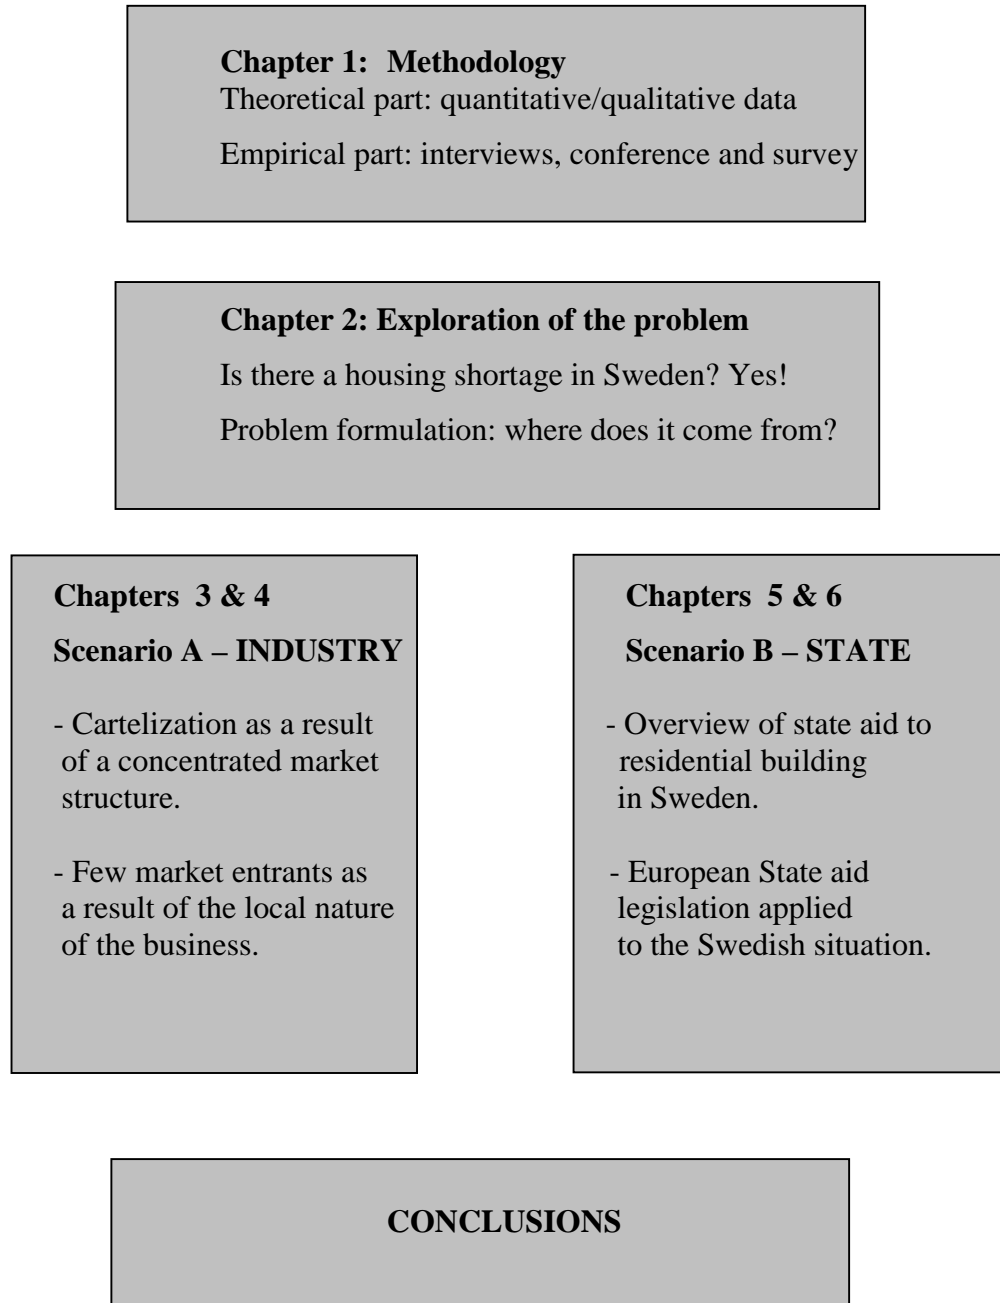 Chapter 1: Methodology
Theoretical part: quantitative/qualitative data
Empirical part: interviews, conference and survey
Chapter 2: Exploration of the problem
Is there a housing shortage in Sweden? Yes!
Problem formulation: where does it come from?
Chapters 3 & 4
Scenario A – INDUSTRY
- Cartelization as a result
of a concentrated market
structure.
- Few market entrants as
a result of the local nature
of the business.
Chapters 5 & 6
Scenario B – STATE
- Overview of state aid to
residential building
in Sweden.
- European State aid
legislation applied
to the Swedish situation.
CONCLUSIONS